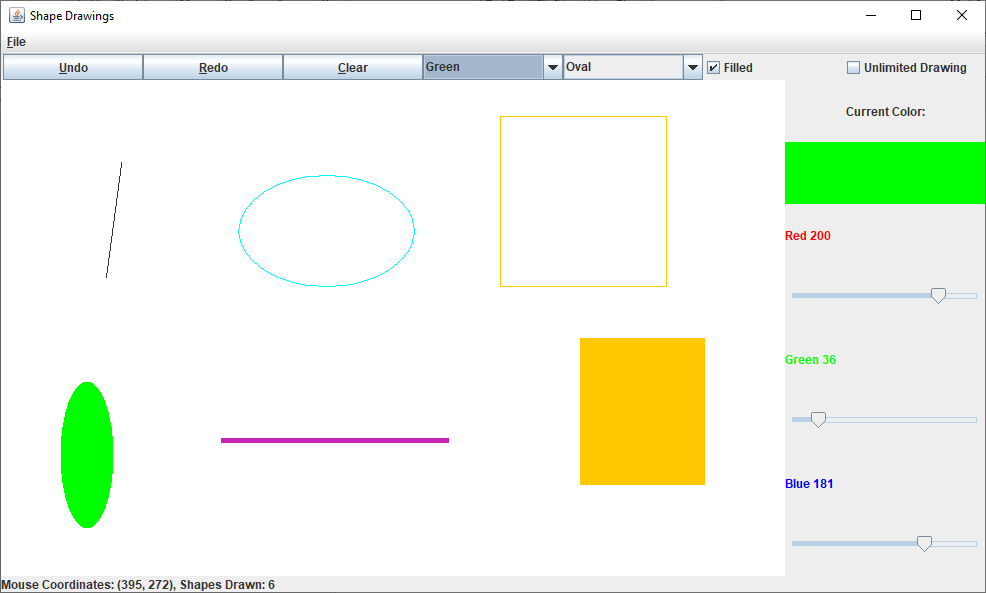 Shape Drawings
File
Undo Redo Clear Green Oval Filled Unlimited Drawing
Current Color:
Red 200
Green 36
Blue 181
Mouse Coordinates: (395, 272), Shapes Drawn: 6